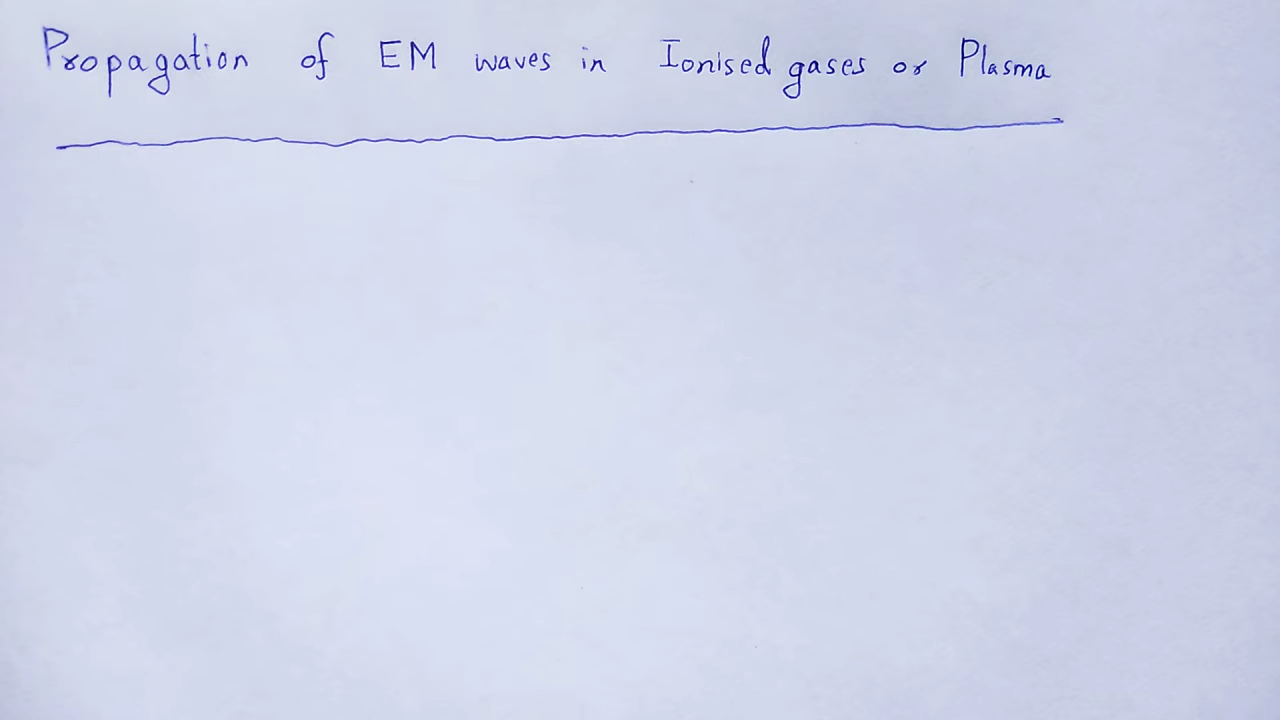 Propagation of EM waves in Ionised gases or Plasma